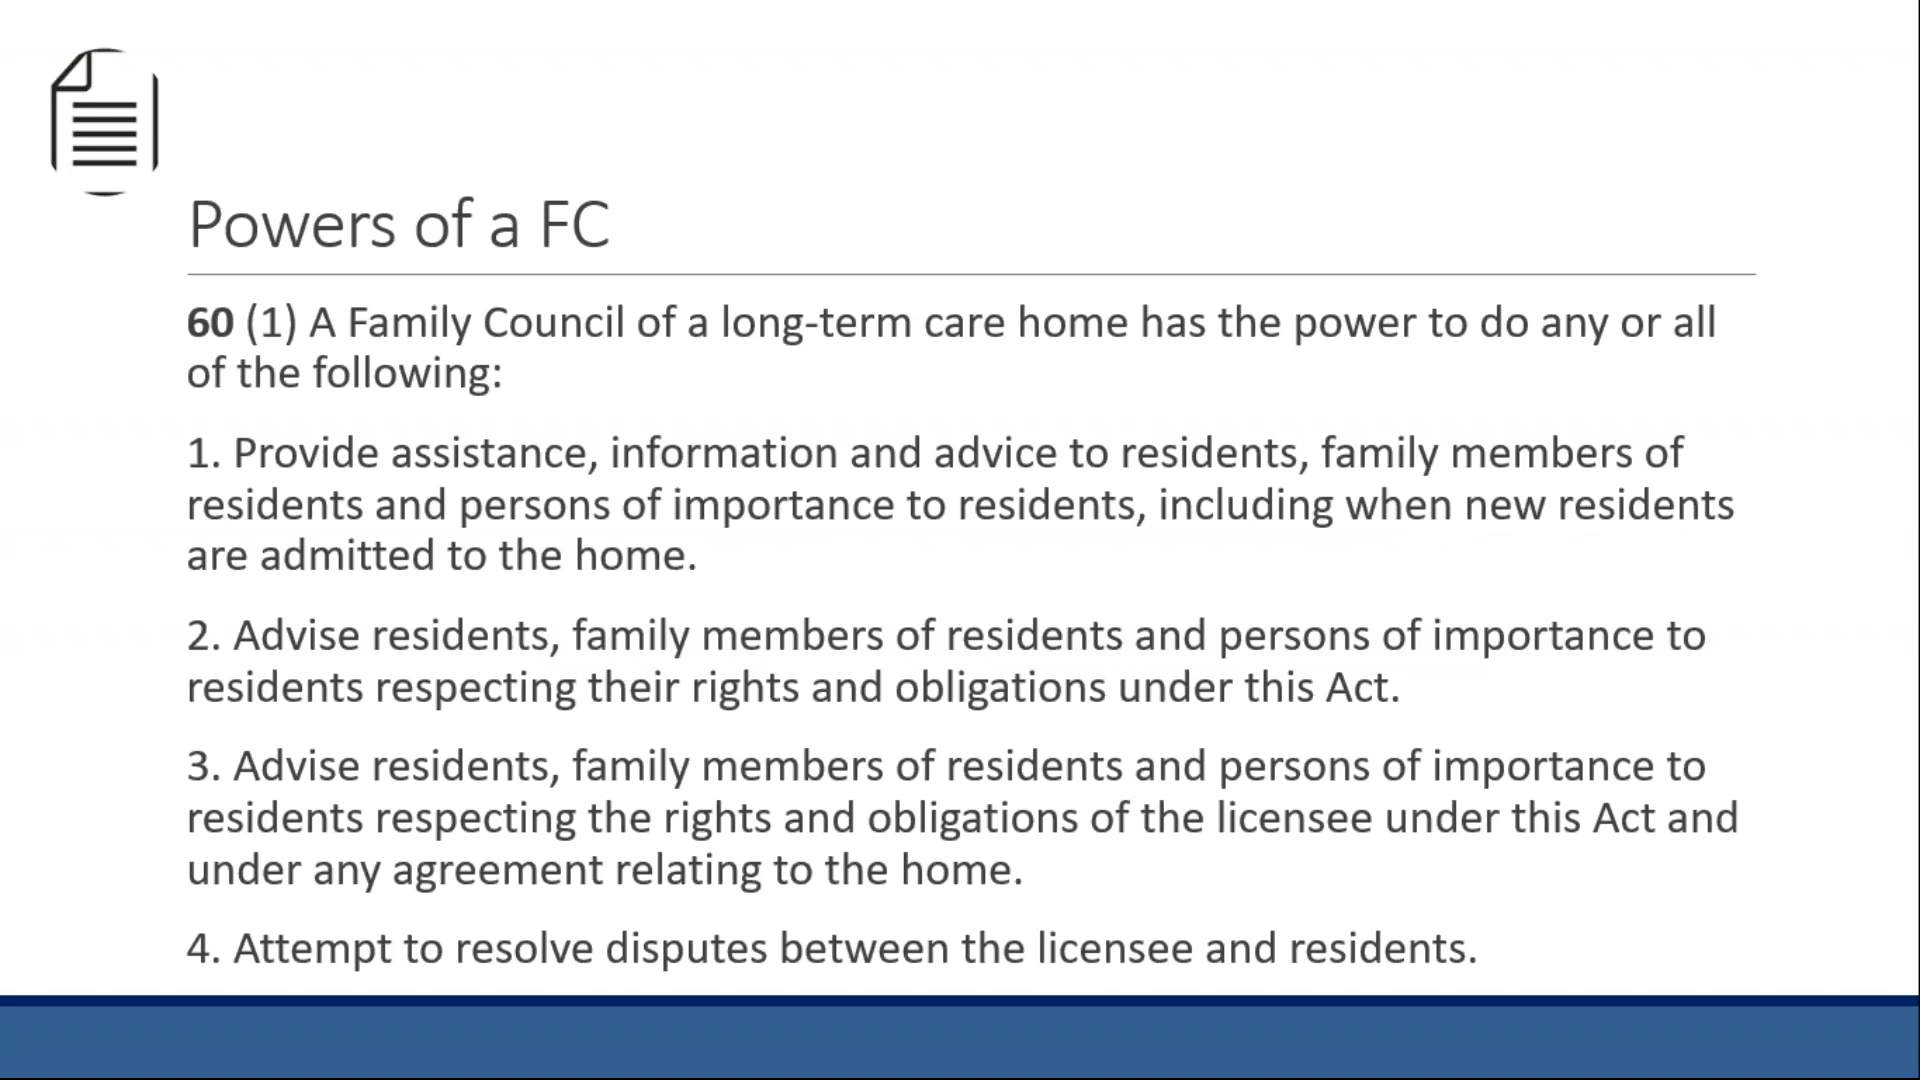 Powers of a FC
60 (1) A Family Council of a long-term care home has the power to do any or all
of the following:
1. Provide assistance, information and advice to residents, family members of
residents and persons of importance to residents, including when new residents
are admitted to the home.
2. Advise residents, family members of residents and persons of importance to
residents respecting their rights and obligations under this Act.
3. Advise residents, family members of residents and persons of importance to
residents respecting the rights and obligations of the licensee under this Act and
under any agreement relating to the home.
4. Attempt to resolve disputes between the licensee and residents.